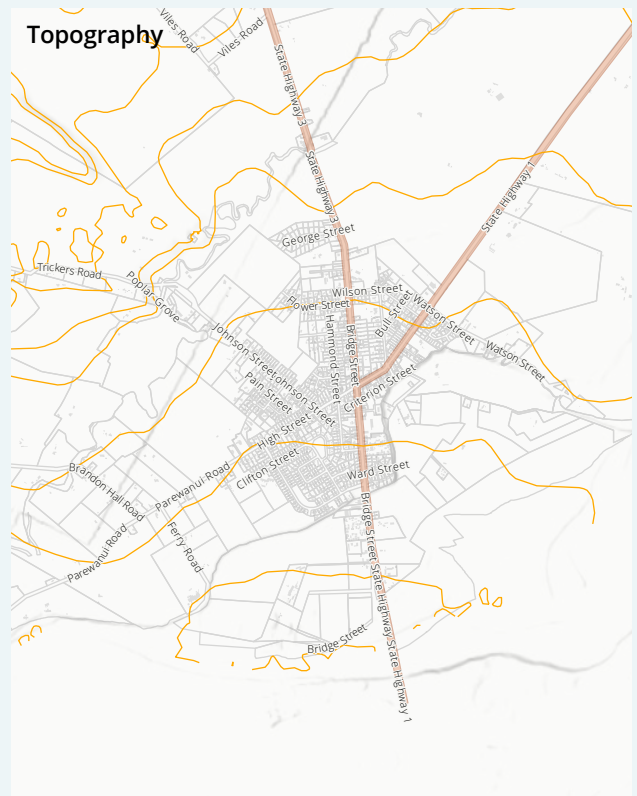 Topography
Viles Road
Viles Road
State Highway 3
State Highway 3
State Highway 1
George Street
Trickers Road
Poplar Grove
Wilson Street
Flower Street
Bull Street
Watson Street
Watson Street
Hammond Street
Bridge Street
Johnson Street
Johnson Street
Pain Street
Criterion Street
High Street
Clifton Street
Ward Street
Parewanui Road
Brandon Hall Road
Ferry Road
Parewanui Road
Bridge Street
State Highway
State Highway 1
Bridge Street